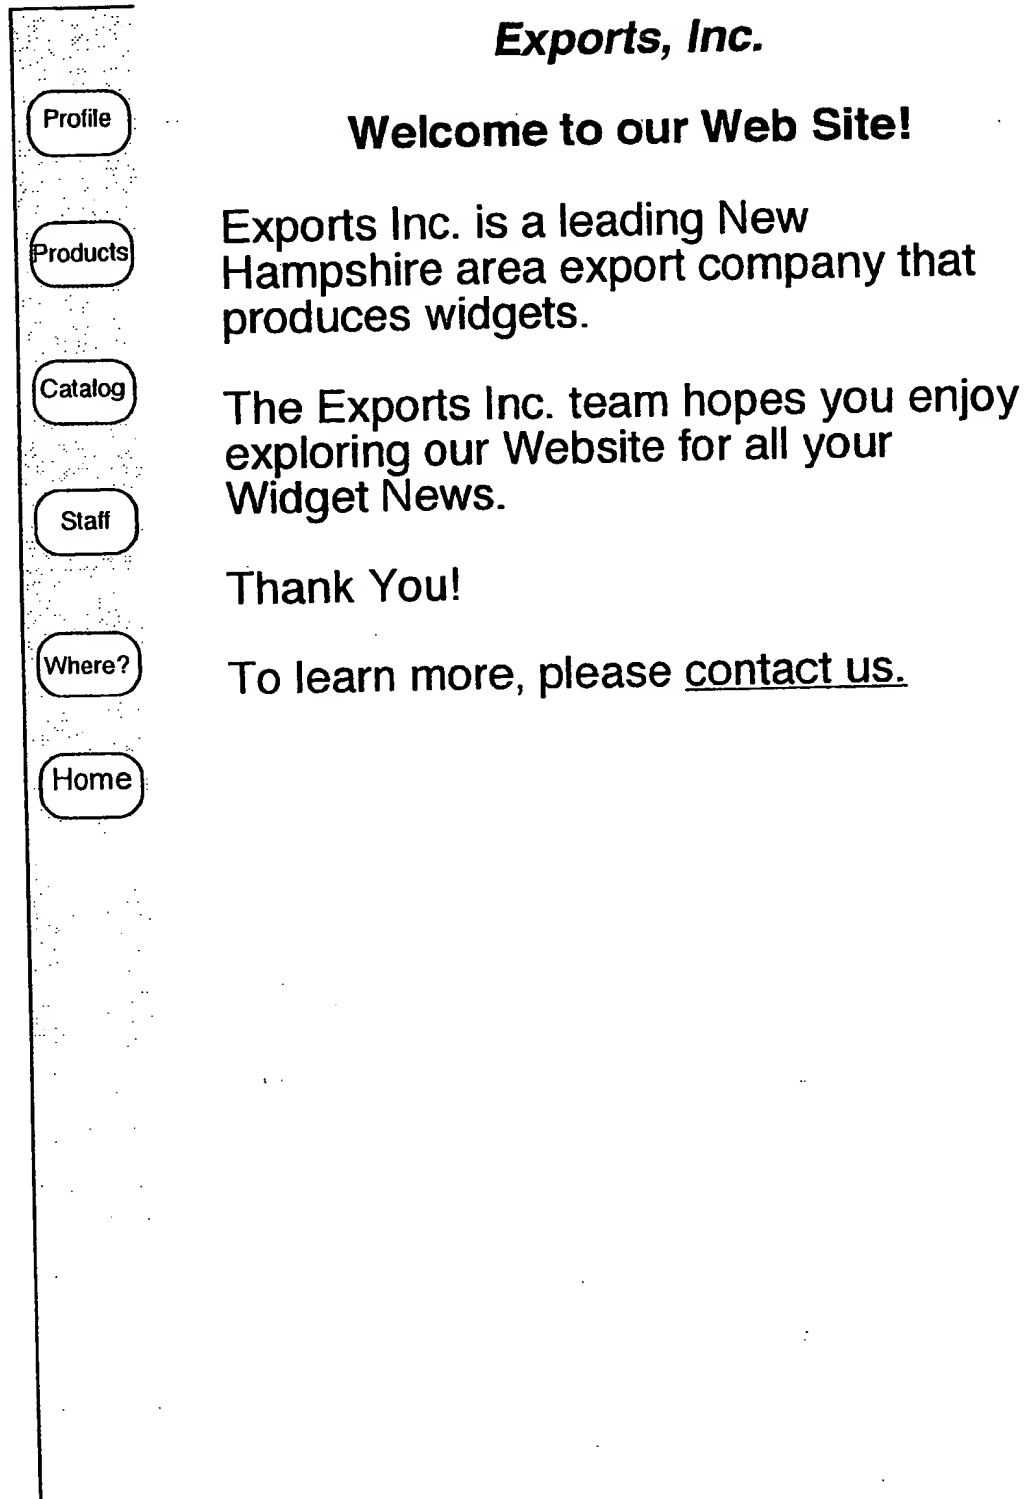 Exports, Inc.
Welcome to our Web Site!
Profile
Products
Catalog
Staff
Where?
Home
Exports Inc. is a leading New
Hampshire area export company that
produces widgets.
The Exports Inc. team hopes you enjoy
exploring our Website for all your
Widget News.
Thank You!
To learn more, please contact us.